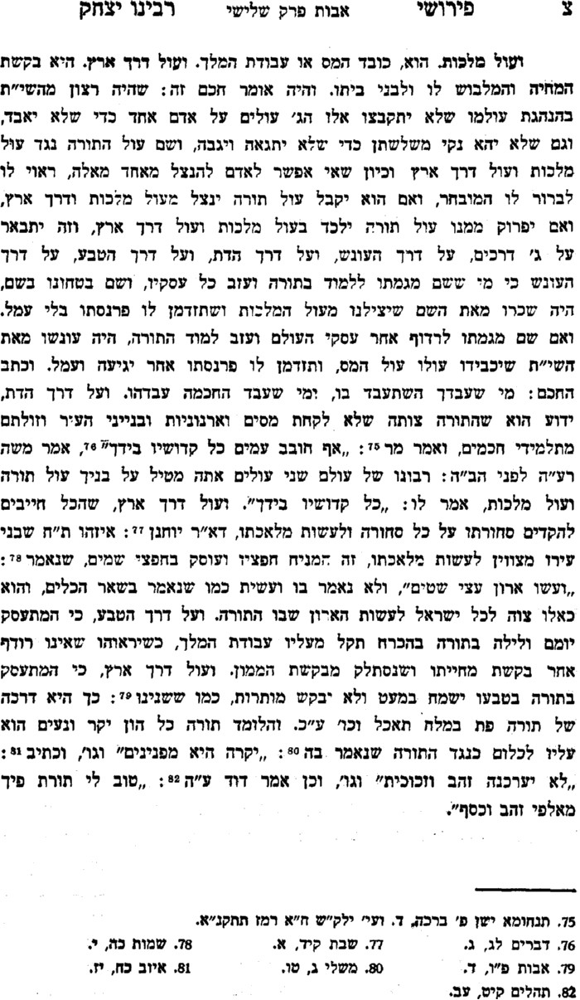 צ פירושי אבות פרק שלישי רבינו יצחק
ועול מלכות. הוא, כובד המס או עבודת המלך. ועול דרך ארץ. היא בקשת
המחיה והמלבוש לו ולבני ביתו. והיה אומר חכם זה: שהיה רצון מהשי״ת
בהנהגת עולמו שלא יתקבצו אלו הג׳ עולים על אדם אחד כדי שלא יאבד,
וגם שלא יהא נקי משלשתן כדי שלא יתגאה ויגבה, ושם עול התורה נגד עול
מלכות ועול דרך ארץ וכיון שאי אפשר לאדם להנצל מאחד מאלה, ראוי לו
לברור לו המובחר, ואם הוא יקבל עול תורה ינצל מעול מלכות ודרך ארץ,
ואם יפרוק ממנו עול תורה ילכד בעול מלכות ועול דרך ארץ, וזה יתבאר
על ג׳ דרכים, על דרך העונש, ועל דרך הדת, ועל דרך הטבע, על דרך
העונש כי מי ששם מגמתו ללמוד בתורה ועזב כל עסקיו, ושם בטחונו בשם,
היה שכרו מאת השם שיצילנו מעול המלכות ושתזדמן לו פרנסתו בלי עמל.
ואם שם מגמתו לרדוף אחר עסקי העולם ועזב למוד התורה, היה עונשו מאת
השי״ת שיכבידו עולו עול המס, ותזדמן לו פרנסתו אחר יגיעה ועמל. וכתב
החכם: מי שעבדך השתעבד בו, ומי שעבד החכמה עבדהו. ועל דרך הדת,
ידוע הוא שהתורה צותה שלא לקחת מסים וארנוניות ובנייני העיר וזולתם
מתלמידי חכמים, ואמר מר75: „אף חובב עמים כל קדושיו בידך״76, אמר משה
רע״ה לפני הב״ה: רבונו של עולם שני עולים אתה מטיל על בניך עול תורה
ועול מלכות, אמר לו: „כל קדושיו בידך״. ועול דרך ארץ, שהכל חייבים
להקדים סחורתו על כל סחורה ולעשות מלאכתו, דא״ר יוחנן77: איזהו ת״ח שבני
עירו מצווין לעשות מלאכתו, זה המניח חפציו ועוסק בחפצי שמים, שנאמר78:
„ועשו ארון עצי שטים״, ולא נאמר בו ועשית כמו שנאמר בשאר הכלים, והוא
כאלו צוה לכל ישראל לעשות הארון שבו התורה. ועל דרך הטבע, כי המתעסק
יומם ולילה בתורה בהכרח תקל מעליו עבודת המלך, כשיראוהו שאינו רודף
אחר בקשת מחייתו ושנסתלק מבקשת הממון. ועול דרך ארץ, כי המתעסק
בתורה בטבעו ישמח במעט ולא יבקש מותרות, כמו ששנינו79: כך היא דרכה
של תורה פת במלח תאכל וכו׳ ע״כ. והלומד תורה כל הון יקר ונעים הוא
עליו לכלום כנגד התורה שנאמר בה80: „יקרה היא מפנינים״ וגו׳, וכתיב81:
„לא יערכנה זהב וזכוכית״ וגו׳, וכן אמר דוד ע״ה82: „טוב לי תורת פיך
מאלפי זהב וכסף״.
75. תנחומא ישן פ׳ ברכה, ד. ועי׳ ילק״ש ח״א רמז תתקנ״א.
76. דברים לג, ג. 77. שבת קיד, א. 78. שמות כה, י.
79. אבות פ״ו, ד. 80. משלי ג, טו. 81. איוב כח, יז.
82. תהלים קיט, עב.